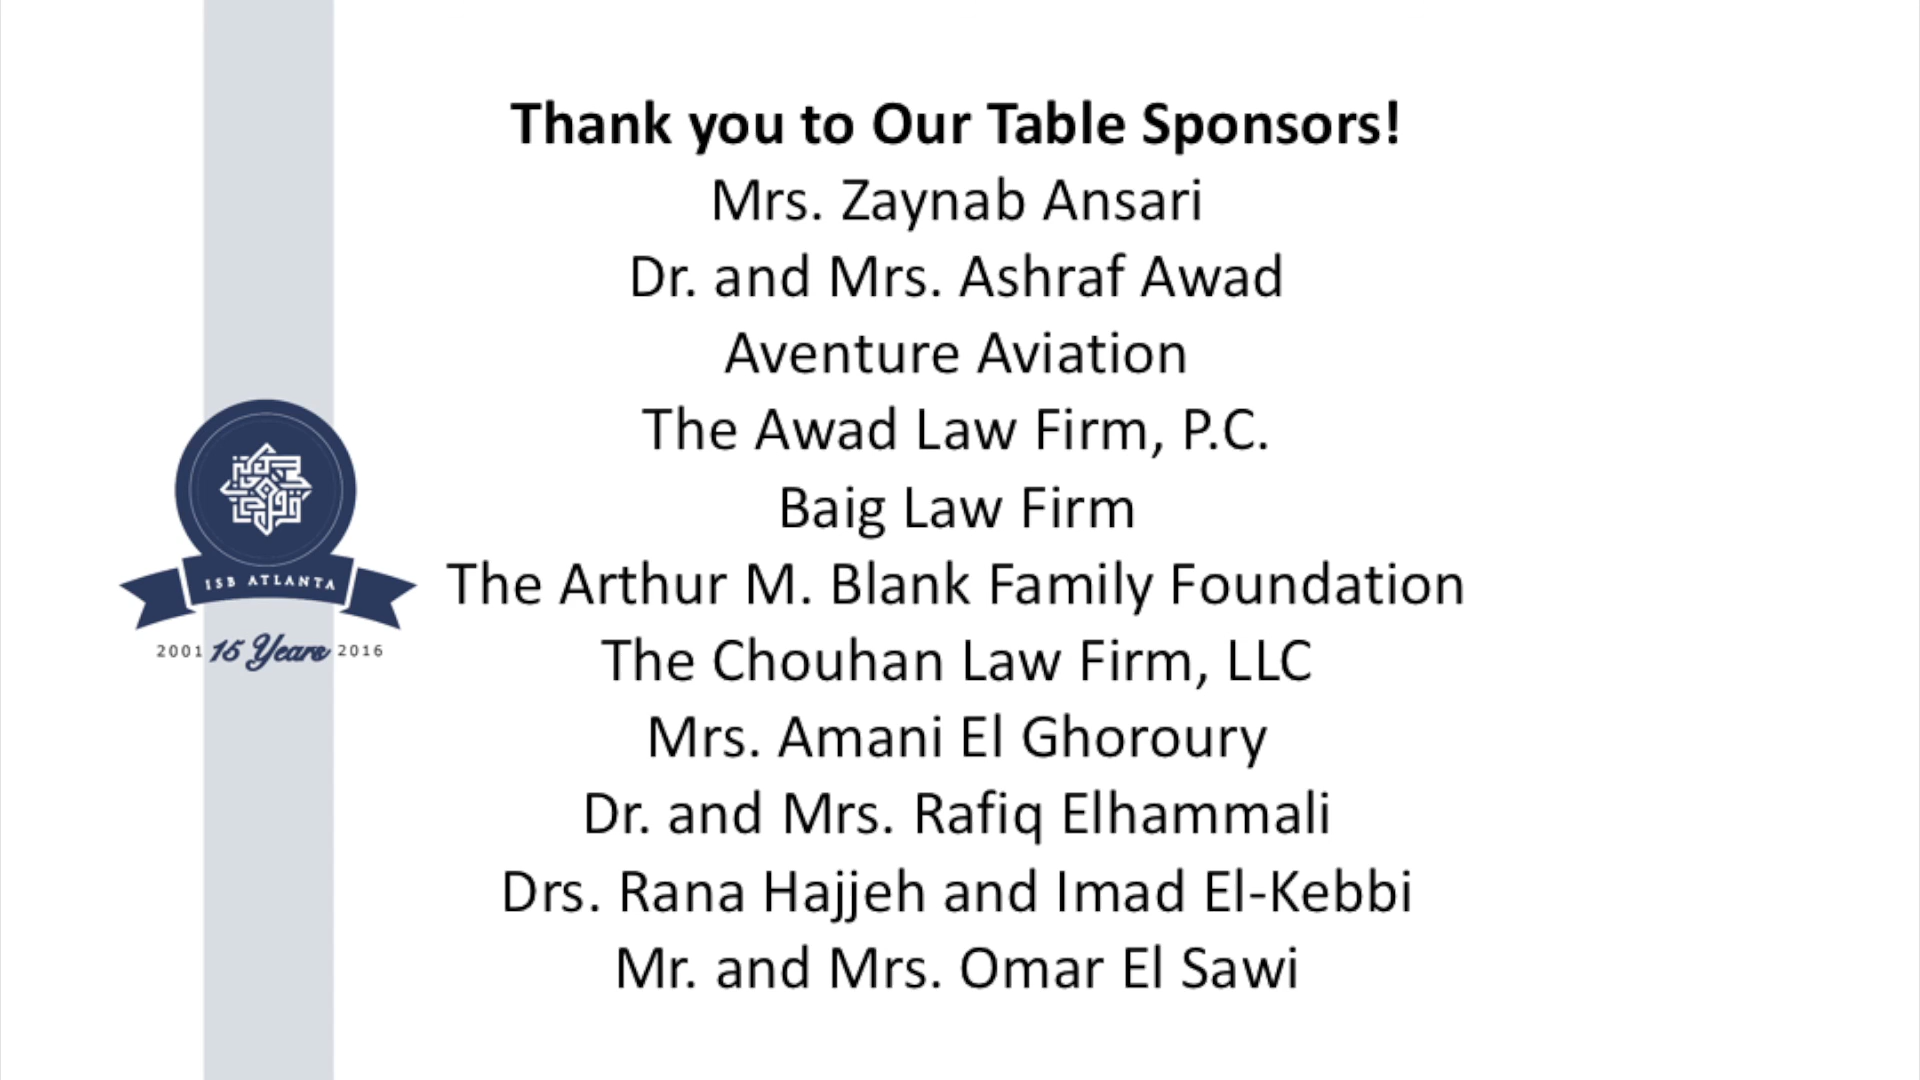 Thank you to Our Table Sponsors!
Mrs. Zaynab Ansari
Dr. and Mrs. Ashraf Awad
Aventure Aviation
The Awad Law Firm, P.C.
Baig Law Firm
The Arthur M. Blank Family Foundation
The Chouhan Law Firm, LLC
Mrs. Amani El Ghoroury
Dr. and Mrs. Rafiq Elhammali
Drs. Rana Hajjeh and Imad El-Kebbi
Mr. and Mrs. Omar El Sawi
ISB ATLANTA
2001 15 Years 2016